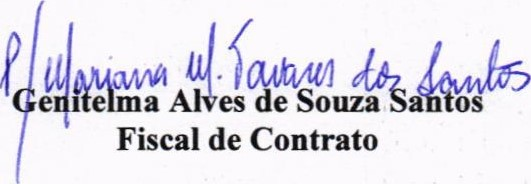 P/ Mariana M. Tavares dos Santos
Genitelma Alves de Souza Santos
Fiscal de Contrato